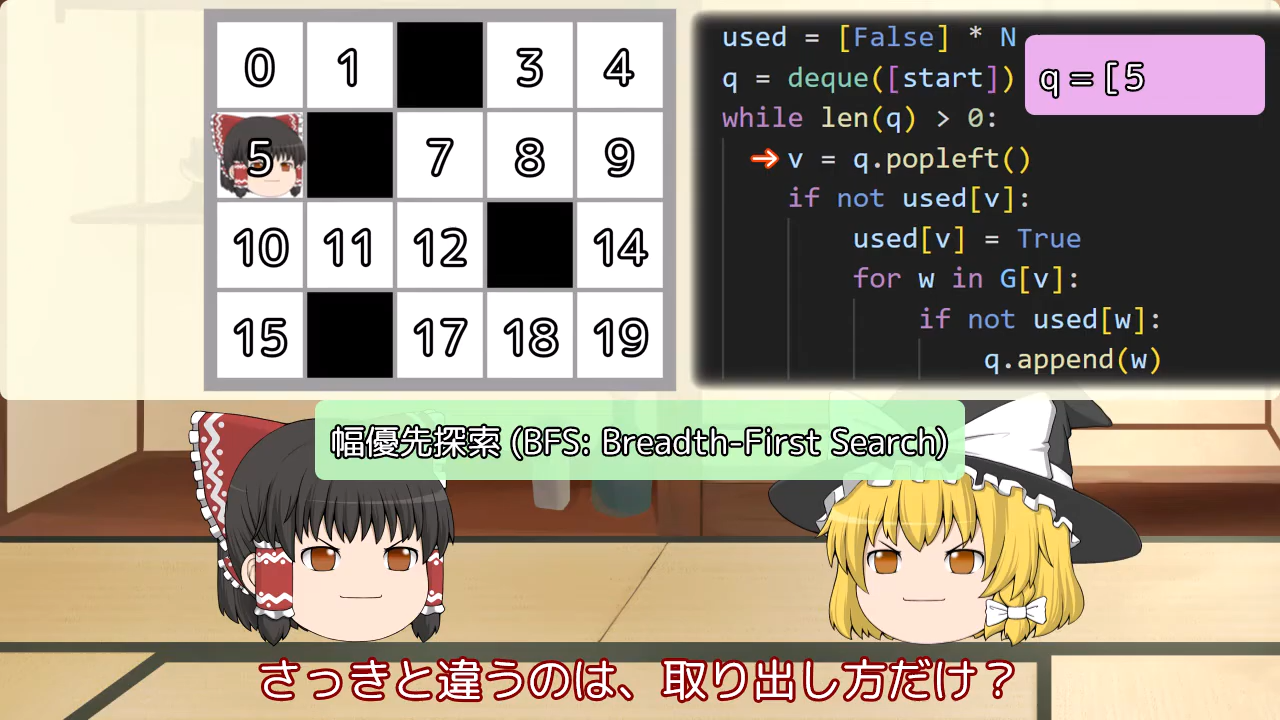 0 1 3 4
5 7 8 9
10 11 12 14
15 17 18 19
used = [False] * N
q = deque([start])
while len(q) > 0:
v = q.popleft()
if not used[v]:
used[v] = True
for w in G[v]:
if not used[w]:
q.append(w)
q=[5
幅優先探索 (BFS: Breadth-First Search)
さっきと違うのは、取り出し方だけ？